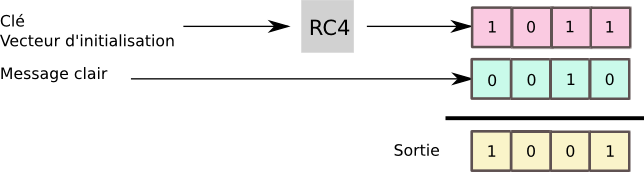 Clé
Vecteur d'initialisation
RC4
1 0 1 1
Message clair
0 0 1 0
Sortie
1 0 0 1